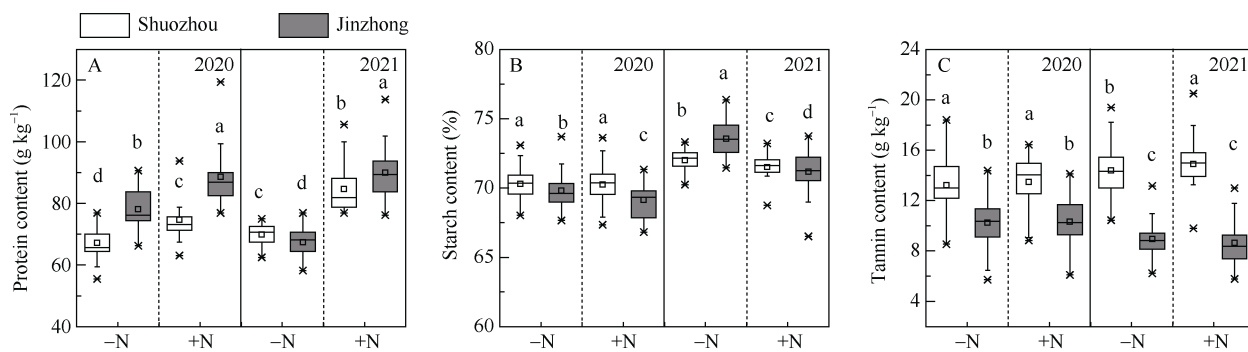 Shuozhou Jinzhong
A 2020 2021
Protein content (g kg⁻¹)
120
100
80
60
40
d b c a c d b a
−N +N −N +N
B 2020 2021
Starch content (%)
80
75
70
65
60
a b a c b a c d
−N +N −N +N
C 2020 2021
Tannin content (g kg⁻¹)
24
20
16
12
8
4
a b a b b c a c
−N +N −N +N